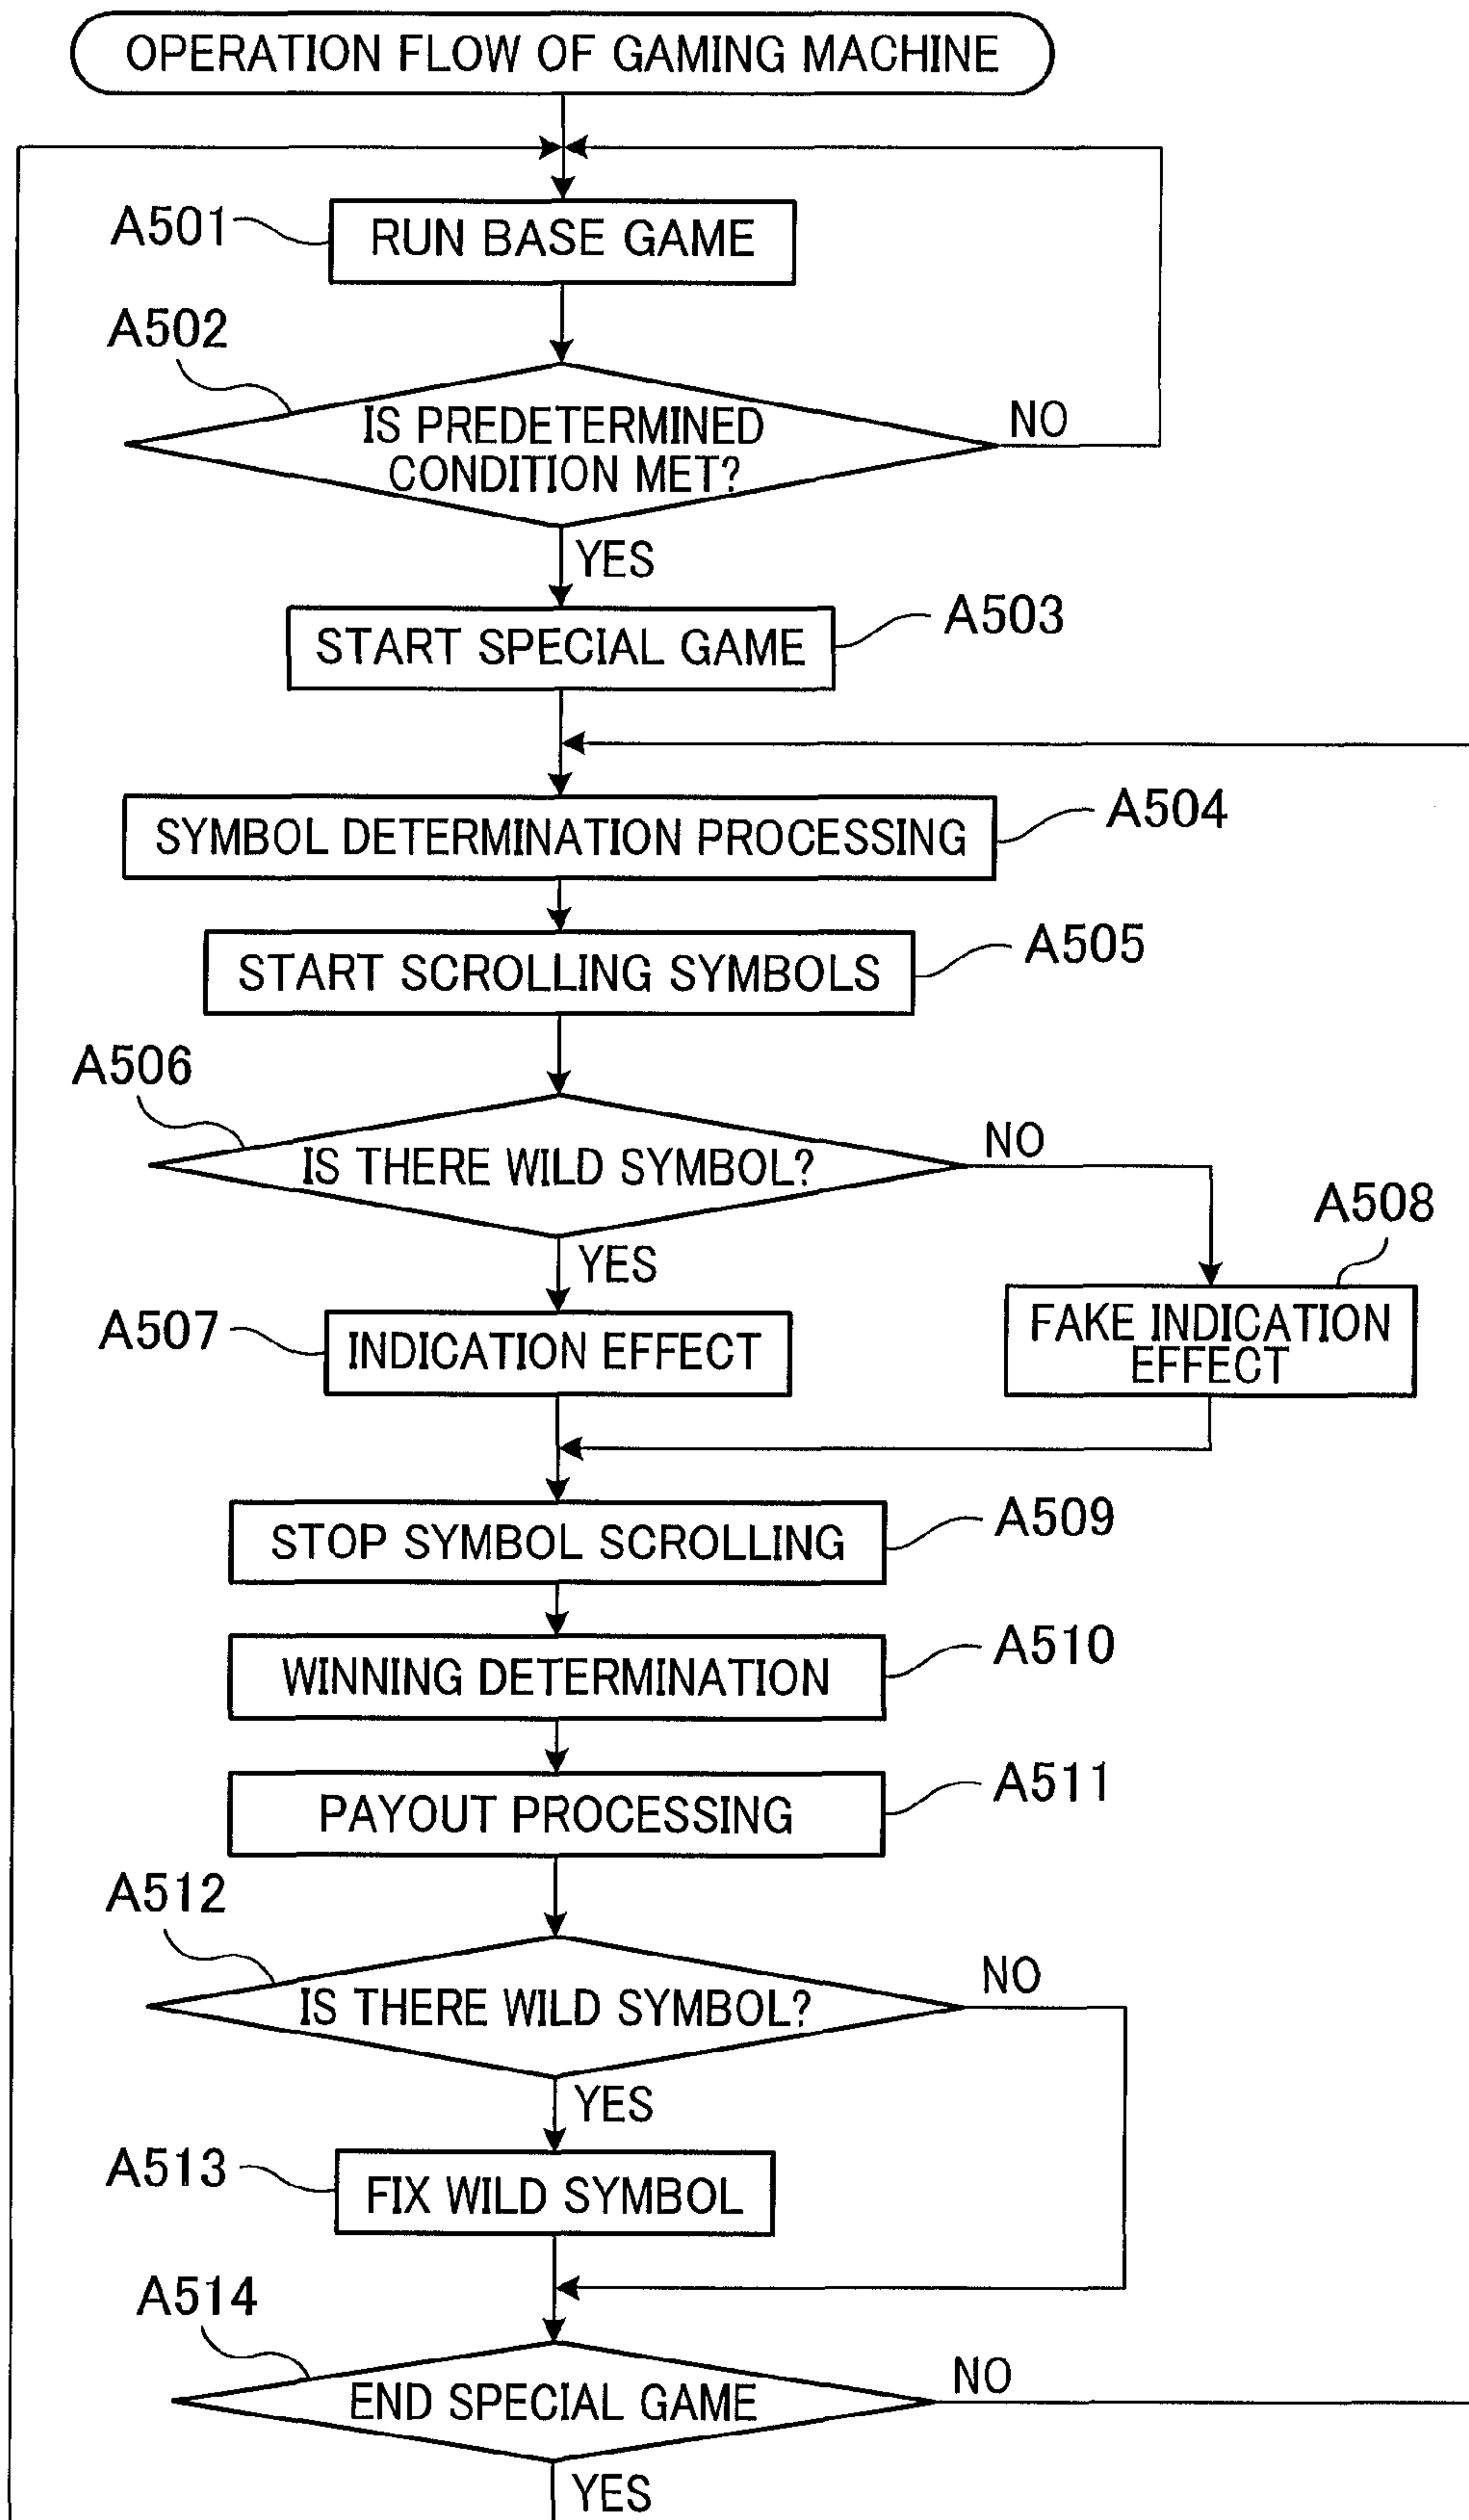 OPERATION FLOW OF GAMING MACHINE
A501
RUN BASE GAME
A502
IS PREDETERMINED
CONDITION MET?
NO
YES
START SPECIAL GAME
A503
SYMBOL DETERMINATION PROCESSING
A504
START SCROLLING SYMBOLS
A505
A506
IS THERE WILD SYMBOL?
NO
YES
A508
A507
INDICATION EFFECT
FAKE INDICATION
EFFECT
STOP SYMBOL SCROLLING
A509
WINNING DETERMINATION
A510
PAYOUT PROCESSING
A511
A512
IS THERE WILD SYMBOL?
NO
YES
A513
FIX WILD SYMBOL
A514
END SPECIAL GAME
NO
YES